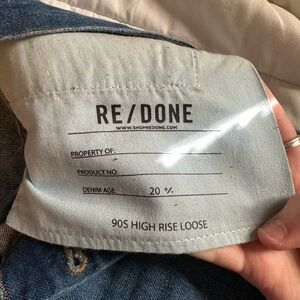 RE/DONE
WWW.SHOPREDONE.COM
PROPERTY OF:
PRODUCT NO:
DENIM AGE: 20 +/-
90S HIGH RISE LOOSE